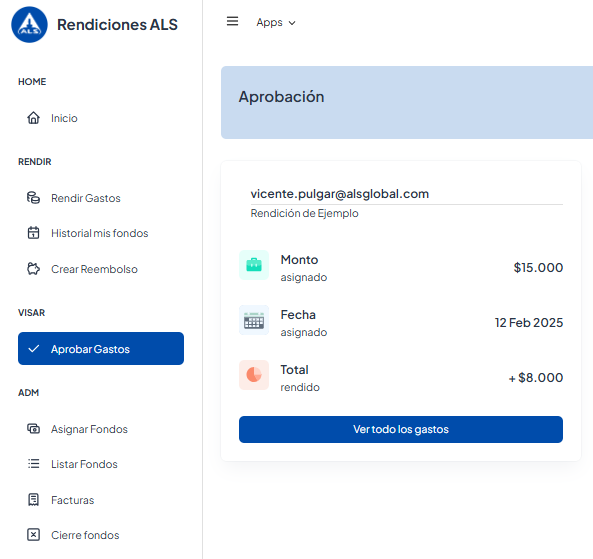 ALS
Rendiciones ALS
HOME
Inicio
RENDIR
Rendir Gastos
Historial mis fondos
Crear Reembolso
VISAR
Aprobar Gastos
ADM
Asignar Fondos
Listar Fondos
Facturas
Cierre fondos
Apps
Aprobación
vicente.pulgar@alsglobal.com
Rendición de Ejemplo
Monto
asignado
$15.000
Fecha
asignado
12 Feb 2025
Total
rendido
+ $8.000
Ver todo los gastos